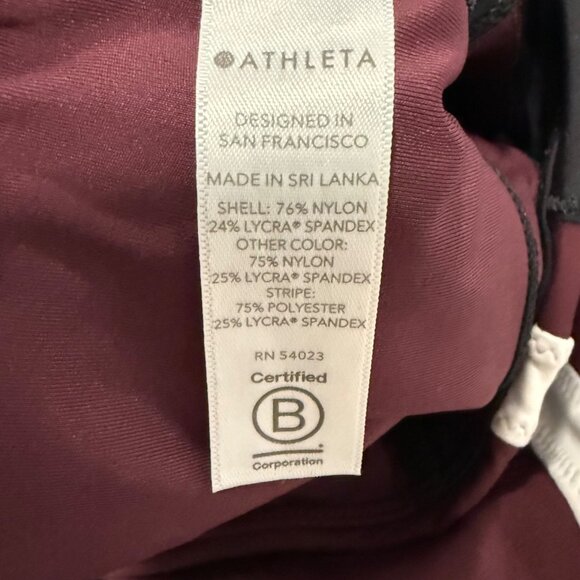 ATHLETA
DESIGNED IN
SAN FRANCISCO
MADE IN SRI LANKA
SHELL: 76% NYLON
24% LYCRA® SPANDEX
OTHER COLOR:
75% NYLON
25% LYCRA® SPANDEX
STRIPE:
75% POLYESTER
25% LYCRA® SPANDEX
RN 54023
Certified
B
Corporation